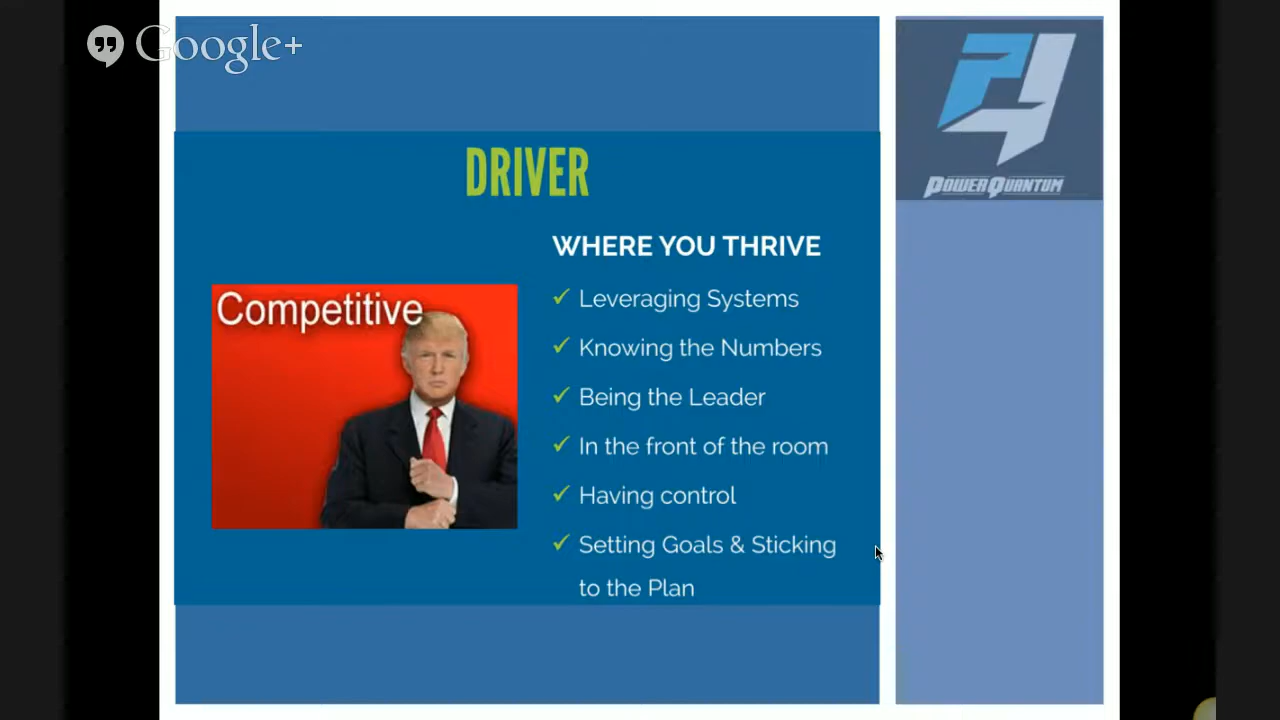 Google+
DRIVER
WHERE YOU THRIVE
Competitive
✓ Leveraging Systems
✓ Knowing the Numbers
✓ Being the Leader
✓ In the front of the room
✓ Having control
✓ Setting Goals & Sticking
to the Plan
POWERQUANTUM